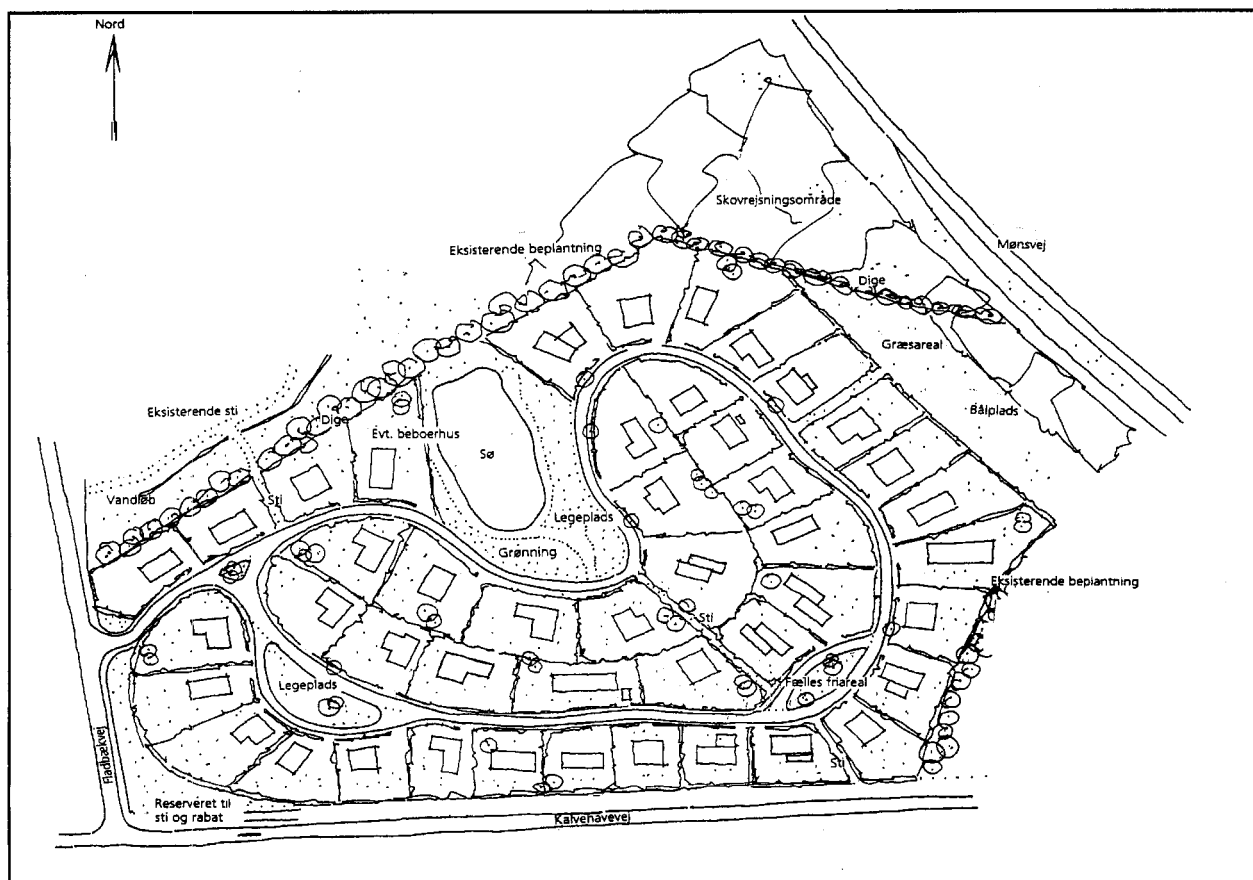 Nord
Skovrejsningsområde
Mønsvej
Eksisterende beplantning
Dige
Græsareal
Bålplads
Eksisterende sti
Dige
Evt. beboerhus
Sø
Vandløb
Sti
Legeplads
Grønning
Eksisterende beplantning
Sti
Legeplads
Fælles friareal
Fladbækvej
Sti
Reserveret til
sti og rabat
Kalvehavevej